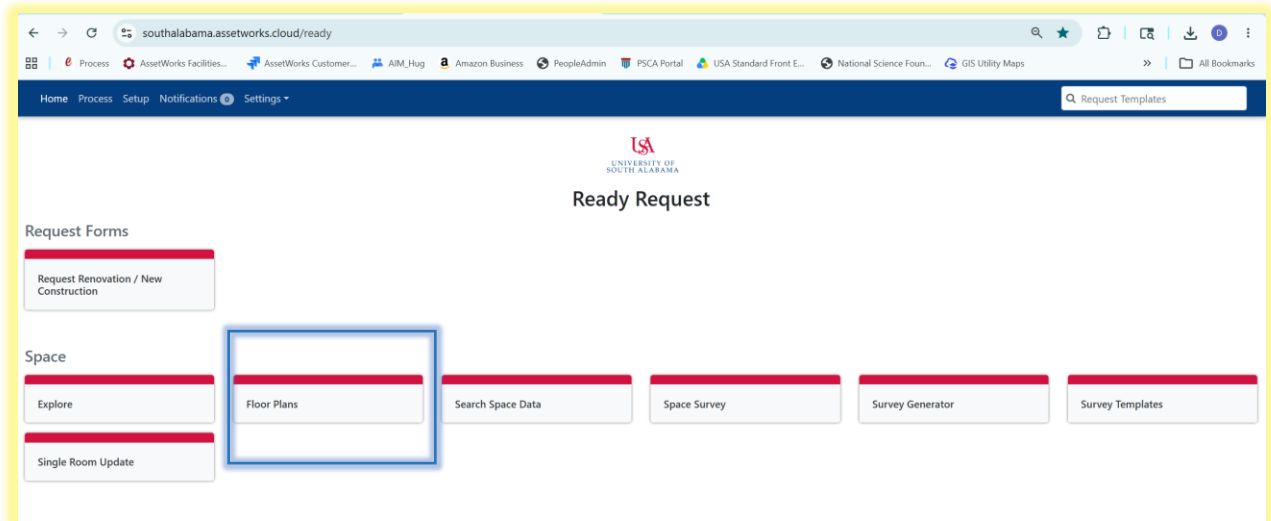 southalabama.assetworks.cloud/ready
Process AssetWorks Facilities... AssetWorks Customer... AIM_Hug Amazon Business PeopleAdmin PSCA Portal USA Standard Front E... National Science Foun... GIS Utility Maps » All Bookmarks
Home Process Setup Notifications 0 Settings Request Templates
USA
UNIVERSITY OF
SOUTH ALABAMA
Ready Request
Request Forms
Request Renovation / New
Construction
Space
Explore Floor Plans Search Space Data Space Survey Survey Generator Survey Templates
Single Room Update